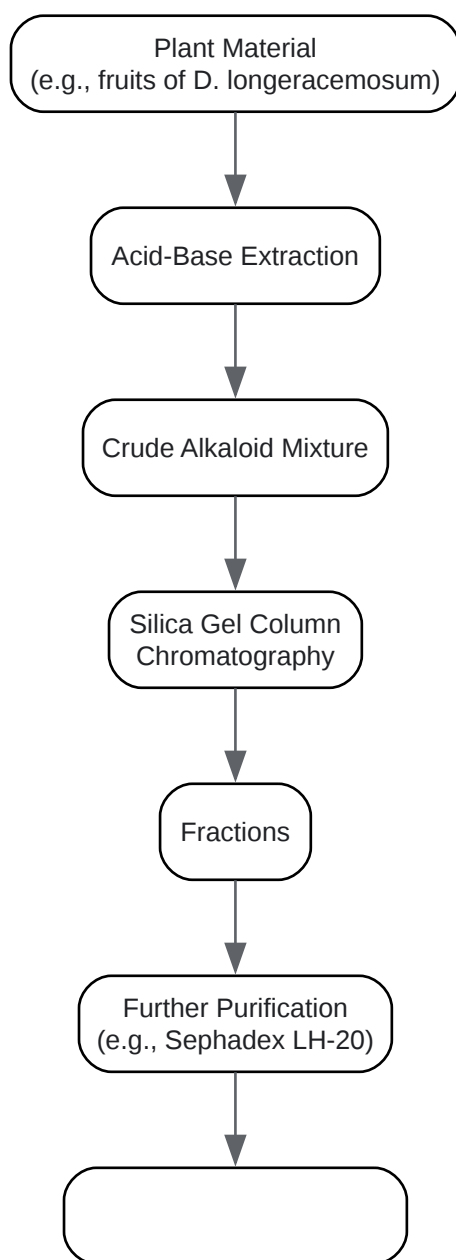 Plant Material
(e.g., fruits of D. longeracemosum)
Acid-Base Extraction
Crude Alkaloid Mixture
Silica Gel Column
Chromatography
Fractions
Further Purification
(e.g., Sephadex LH-20)